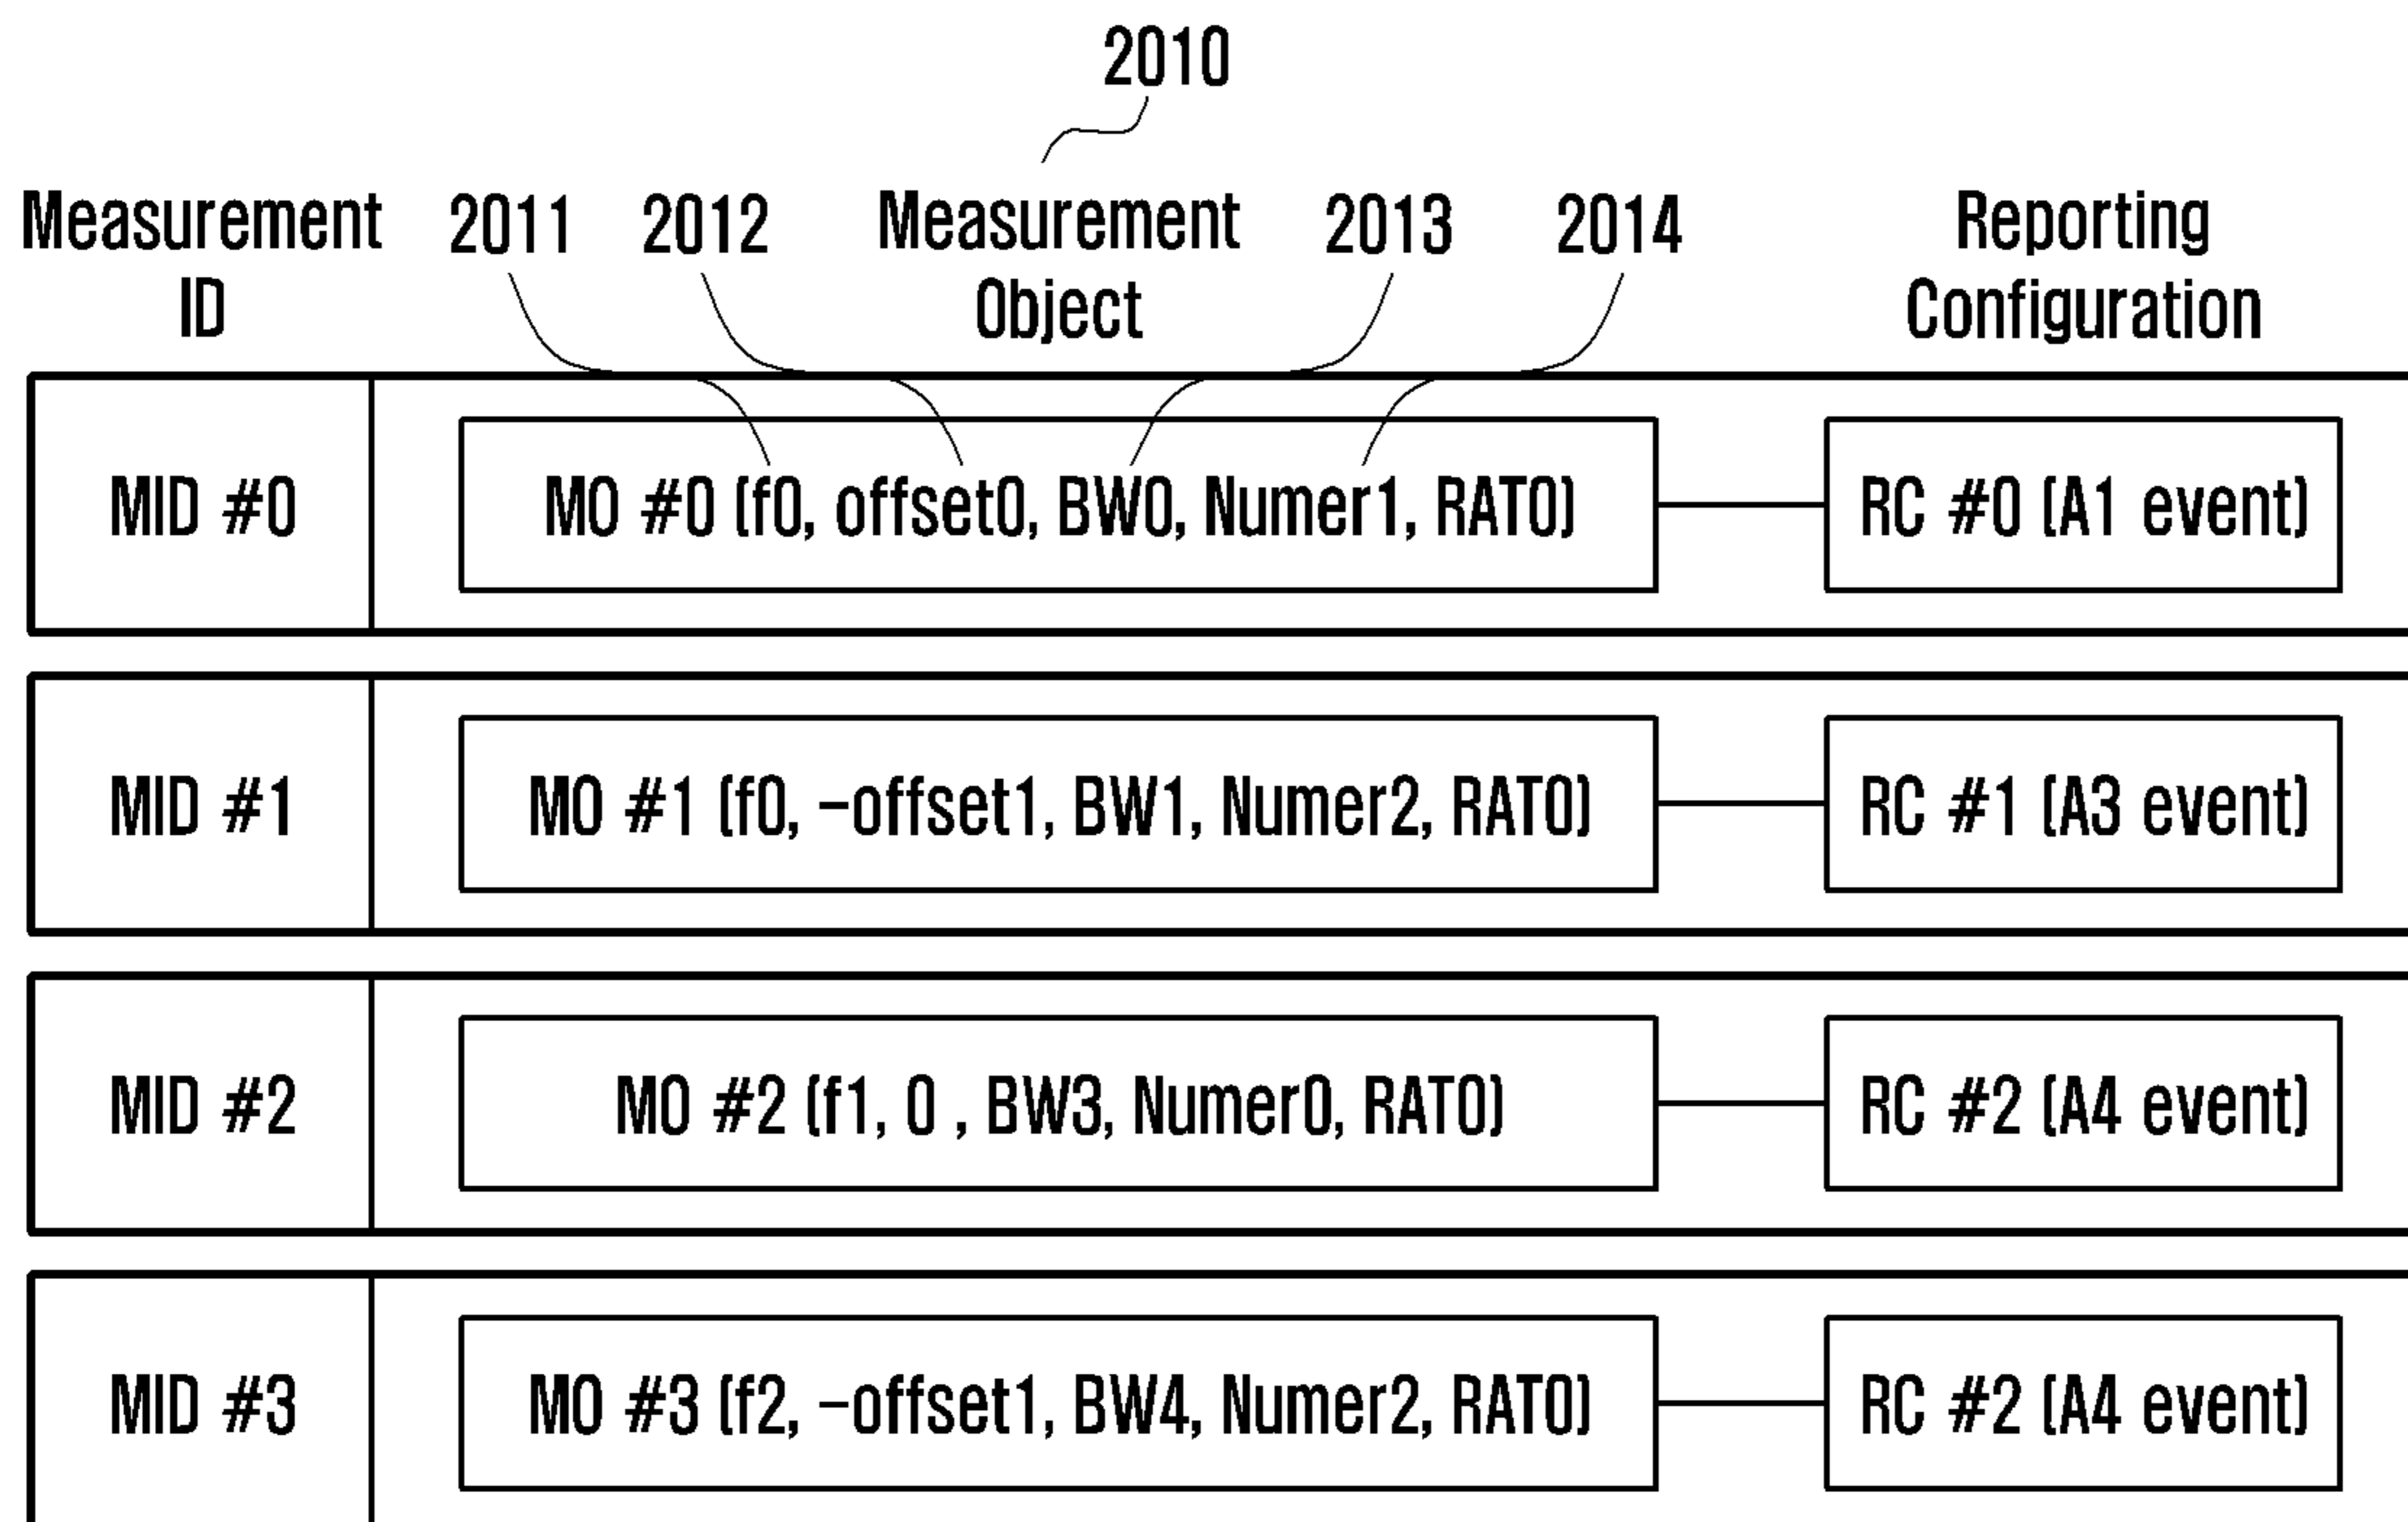 2010
Measurement ID 2011 2012 Measurement Object 2013 2014 Reporting Configuration
MID #0 MO #0 (f0, offset0, BW0, Numer1, RAT0) RC #0 (A1 event)
MID #1 MO #1 (f0, –offset1, BW1, Numer2, RAT0) RC #1 (A3 event)
MID #2 MO #2 (f1, 0 , BW3, Numer0, RAT0) RC #2 (A4 event)
MID #3 MO #3 (f2, –offset1, BW4, Numer2, RAT0) RC #2 (A4 event)